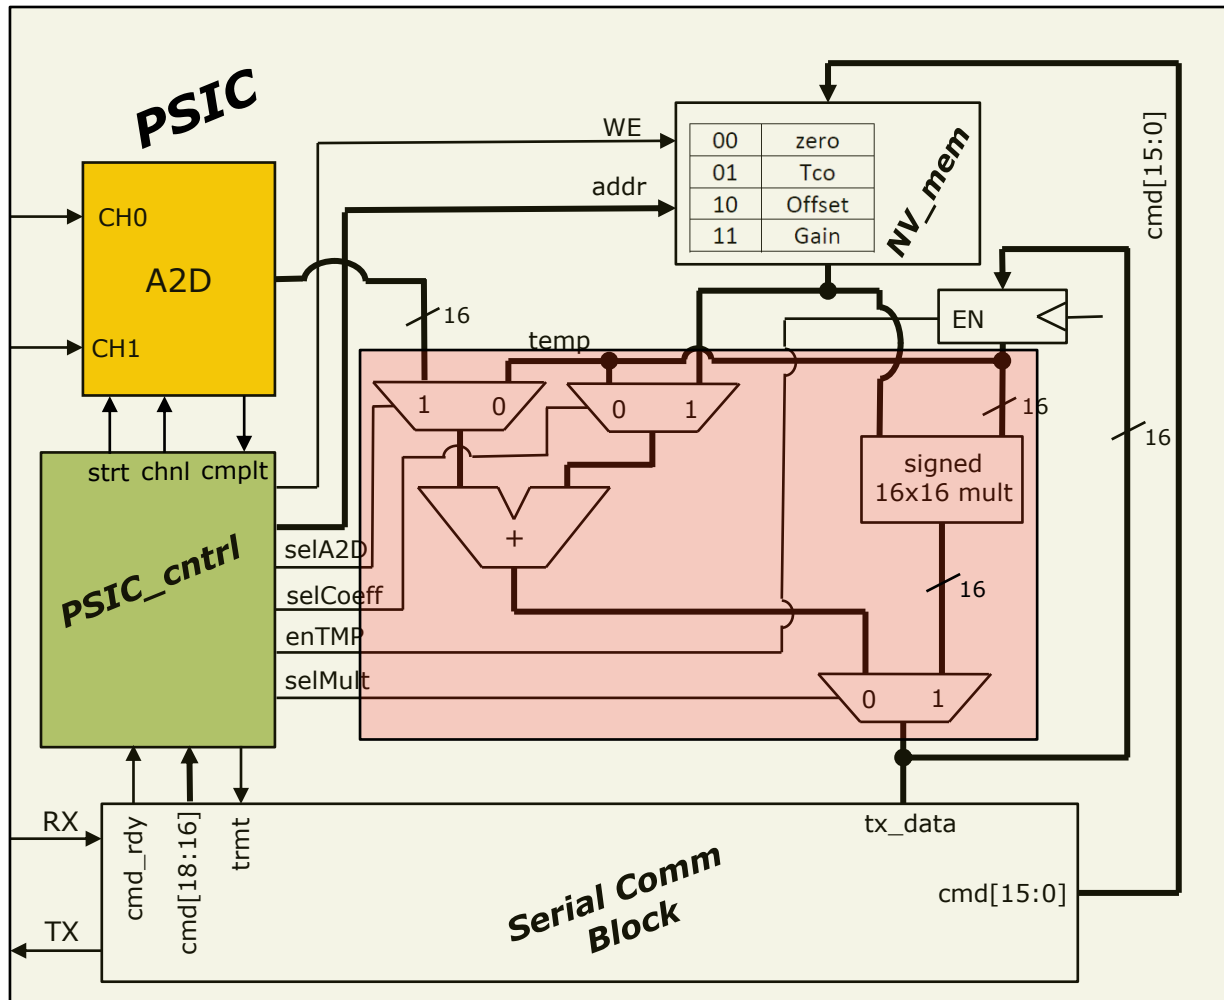 PSIC
WE
addr
00 zero
01 Tco
10 Offset
11 Gain
NV_mem
cmd[15:0]
CH0
A2D
CH1
16
EN
temp
1 0
0 1
16
16
strt chnl cmplt
signed
16x16 mult
+
PSIC_cntrl
selA2D
selCoeff
enTMP
selMult
16
0 1
RX
TX
cmd_rdy
cmd[18:16]
trmt
tx_data
cmd[15:0]
Serial Comm
Block